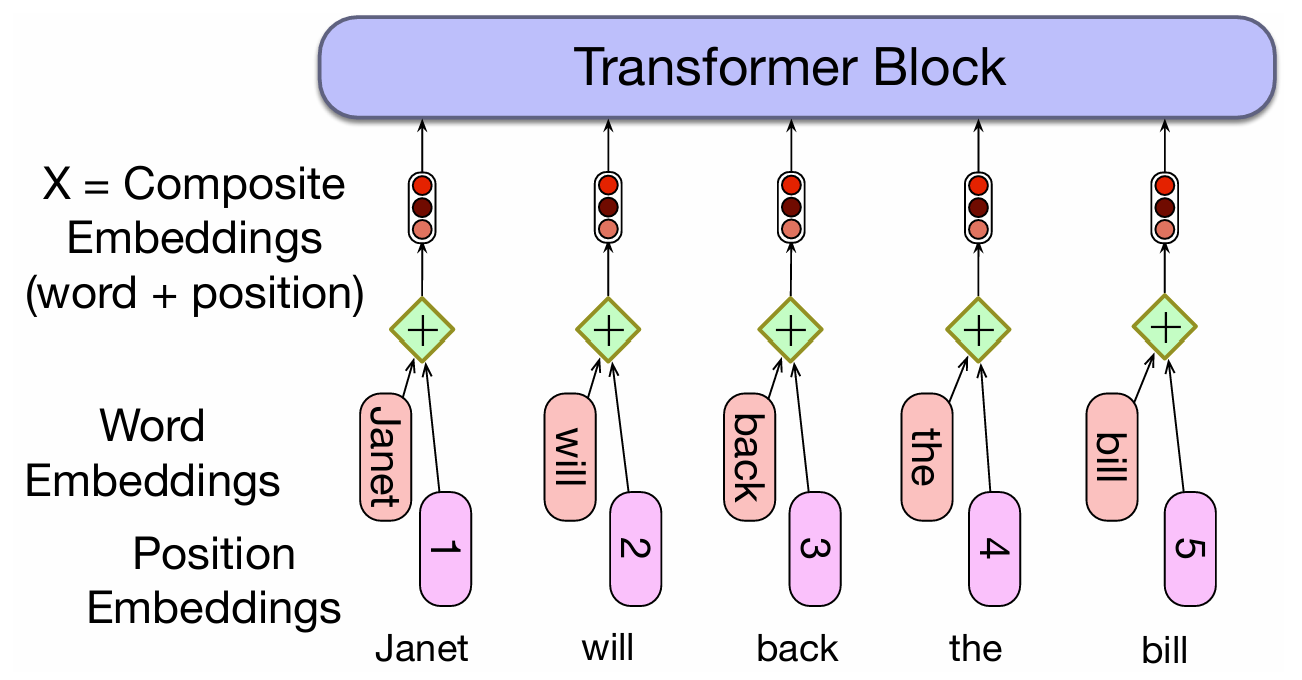 Transformer Block
X = Composite
Embeddings
(word + position)
+ + + + +
Word
Embeddings
Janet will back the bill
Position
Embeddings
1 2 3 4 5
Janet will back the bill